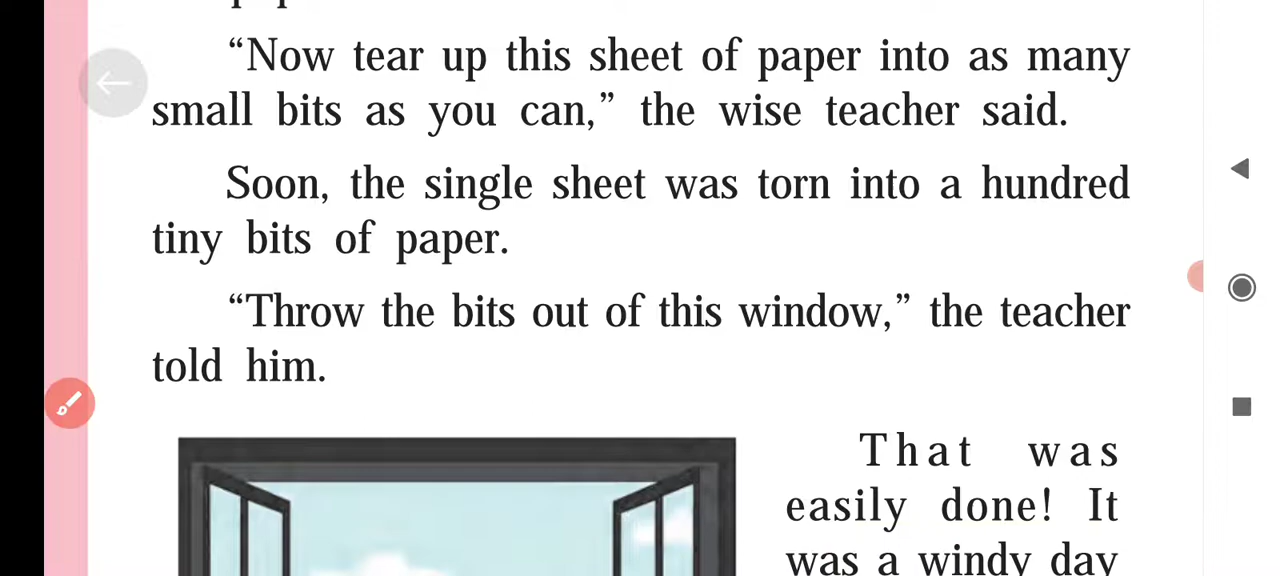 “Now tear up this sheet of paper into as many
small bits as you can,” the wise teacher said.
Soon, the single sheet was torn into a hundred
tiny bits of paper.
“Throw the bits out of this window,” the teacher
told him.
That was
easily done! It
was a windy day